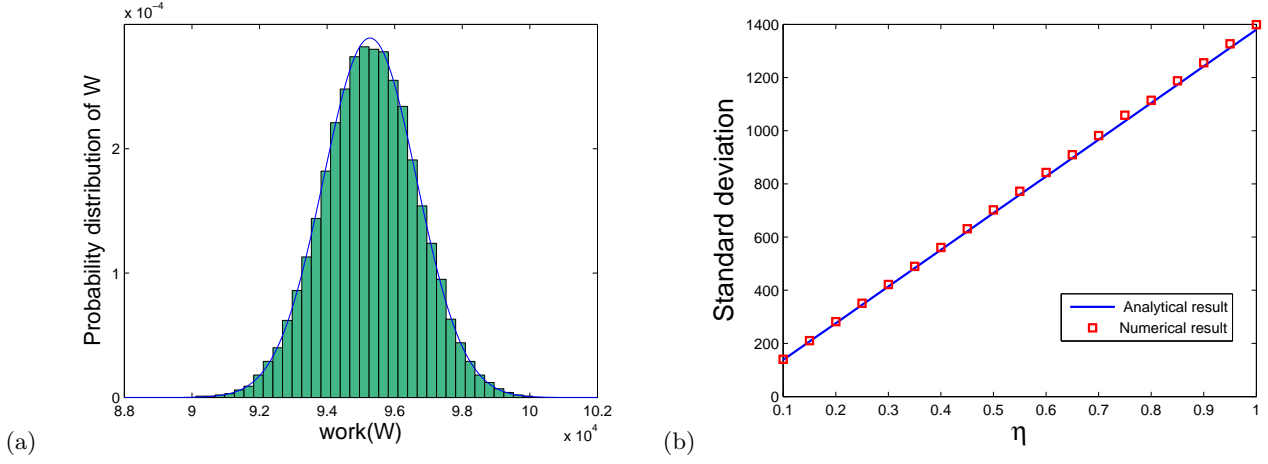 x 10⁻⁴
Probability distribution of W
4
2
0
8.8
9
9.2
9.4
9.6
9.8
10
10.2
work(W)
x 10⁴
(a)
Standard deviation
1400
1200
1000
800
600
400
200
0
0.1
0.2
0.3
0.4
0.5
0.6
0.7
0.8
0.9
1
η
Analytical result
Numerical result
(b)